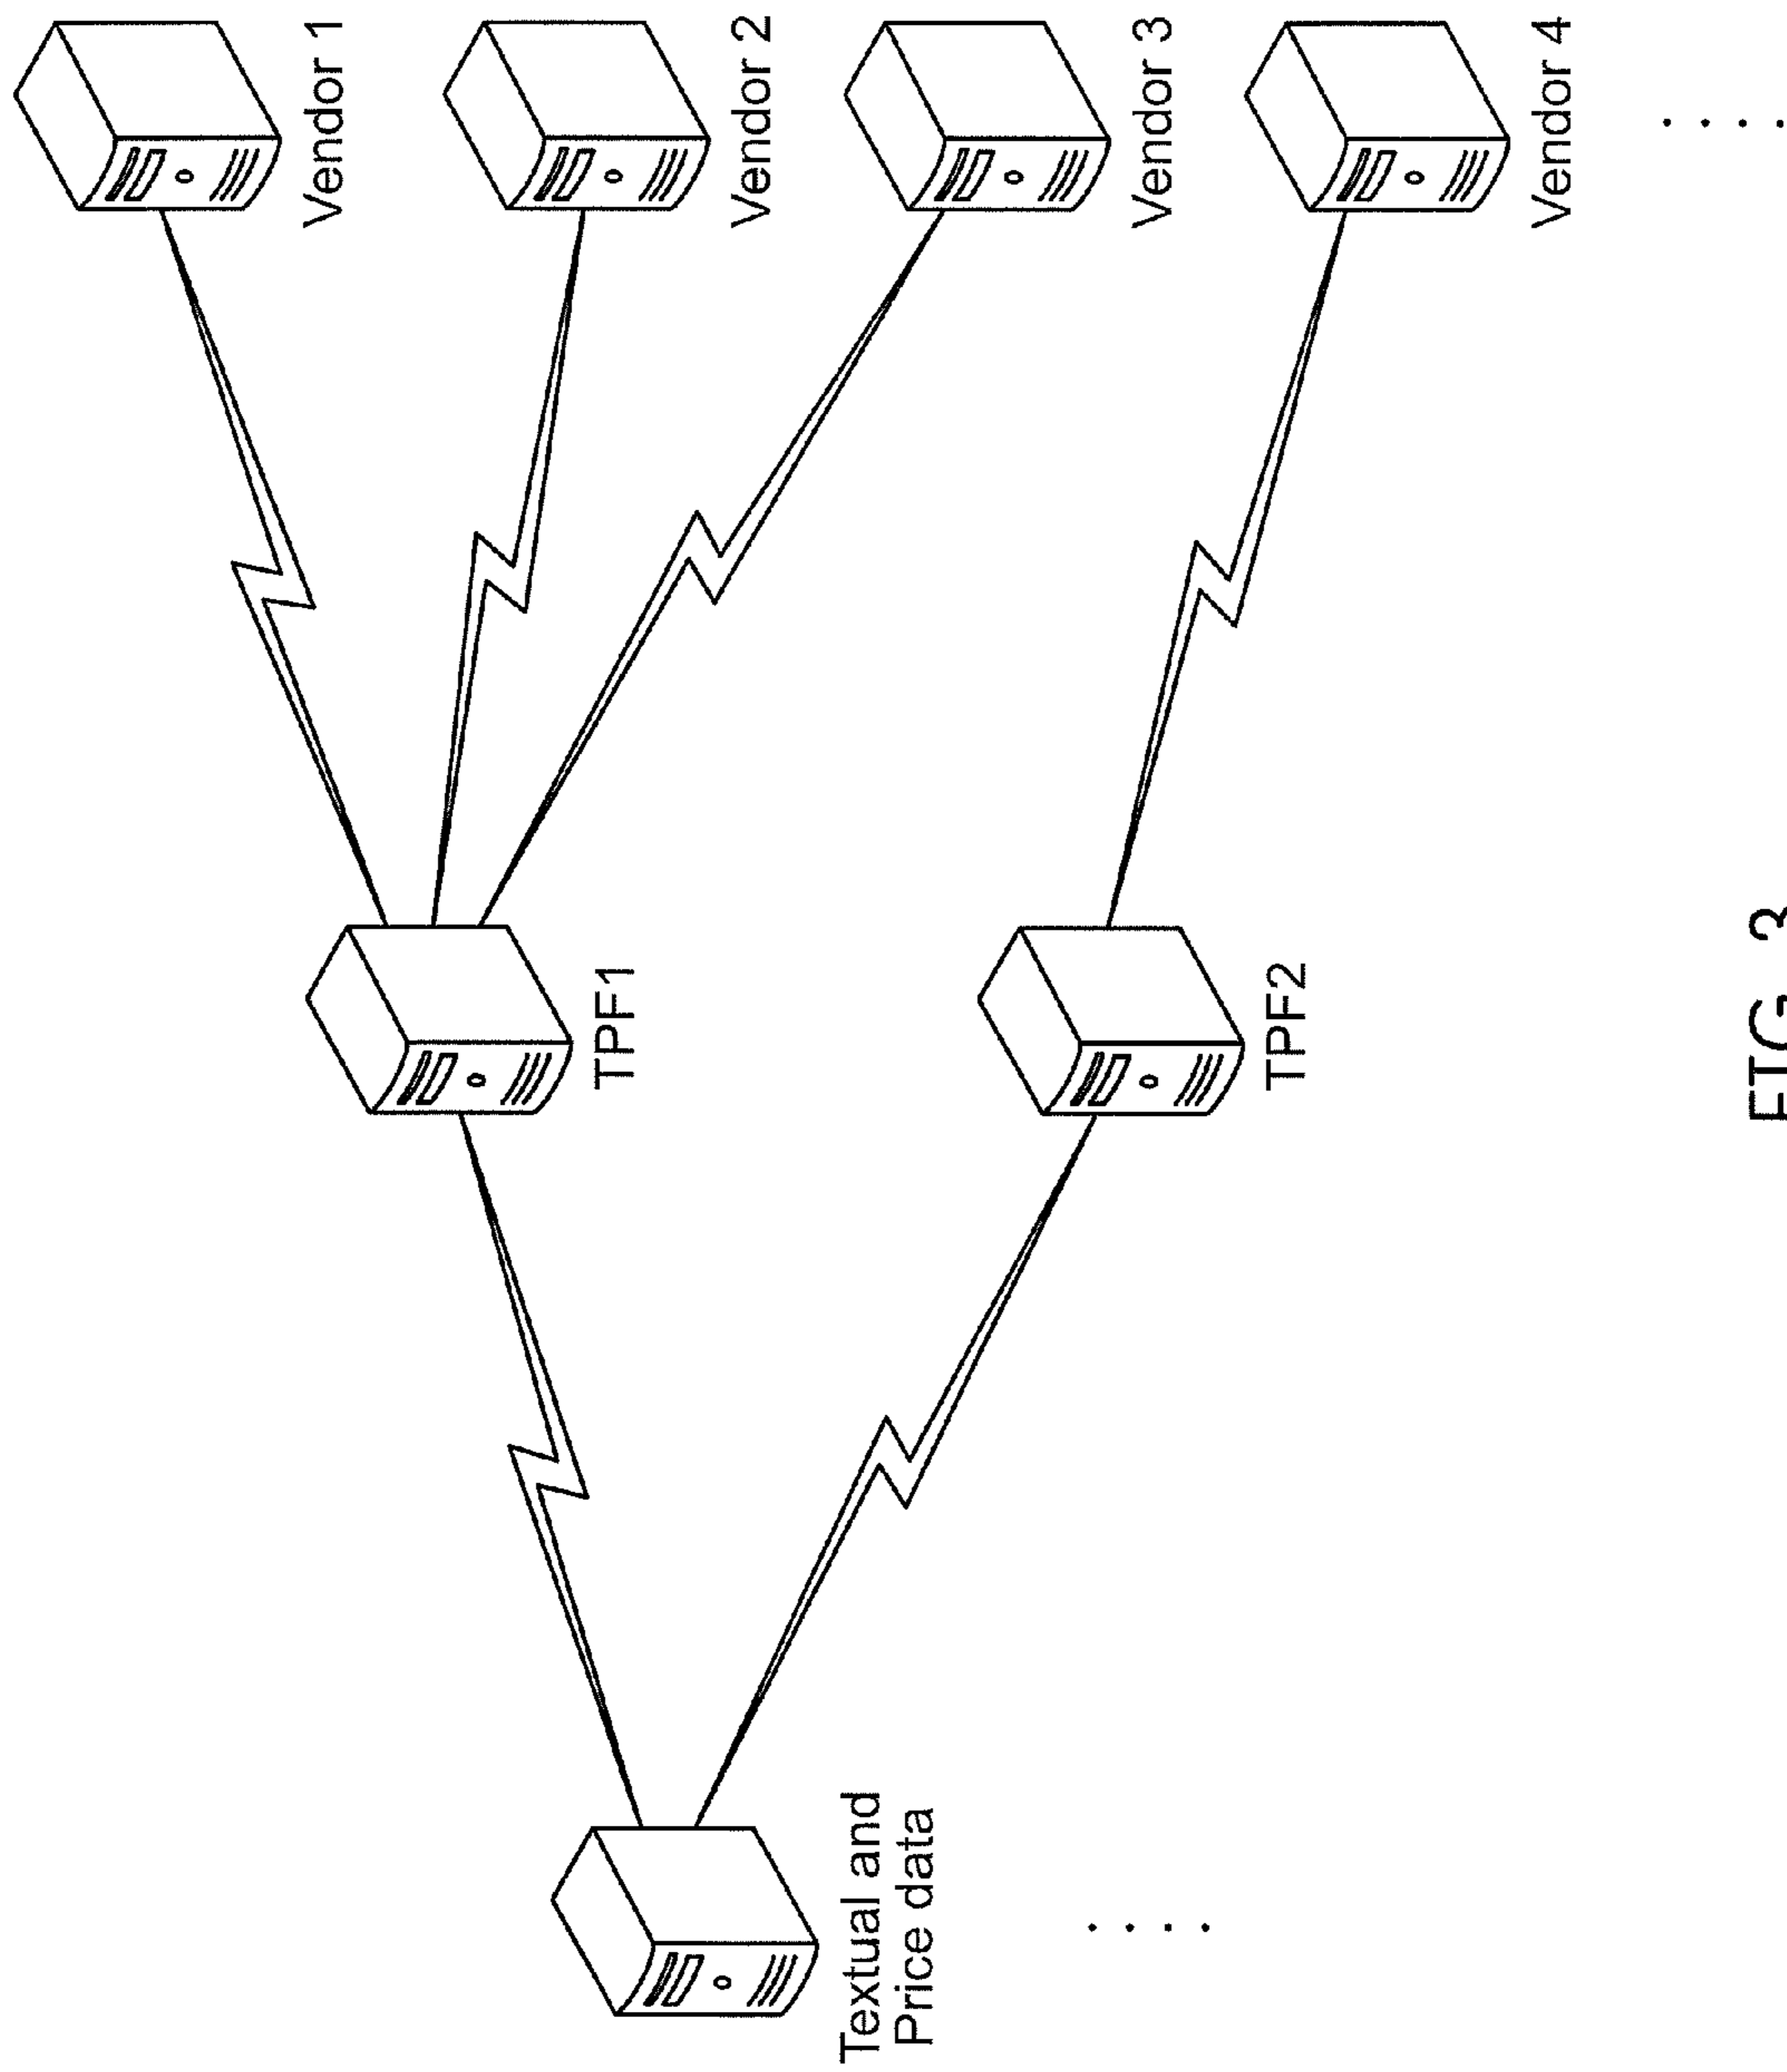 Vendor 1
Vendor 2
Vendor 3
Vendor 4
TPF1
TPF2
Textual and
Price data
FIG. 3